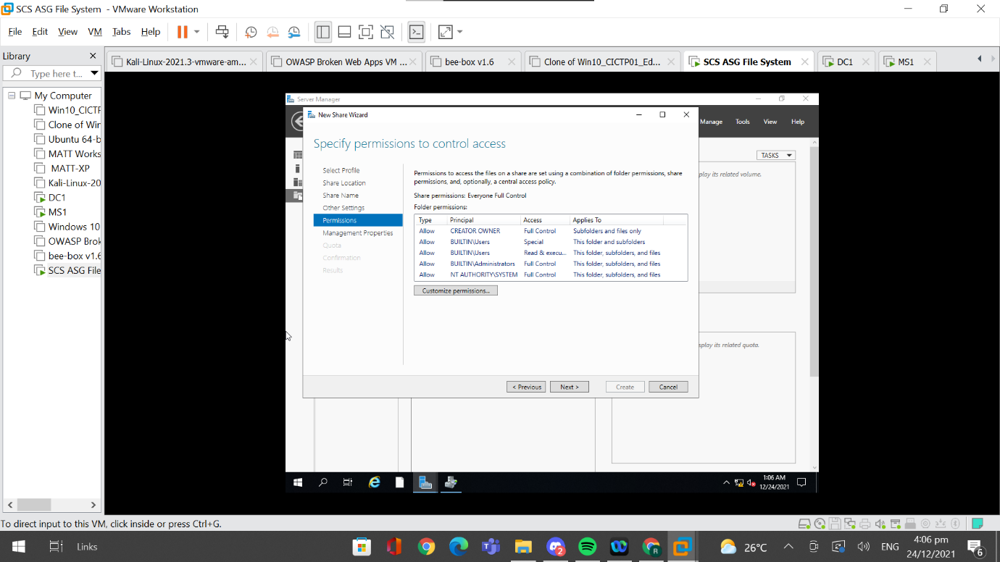 SCS ASG File System - VMware Workstation
File Edit View VM Tabs Help
Library
Type here t...
Kali-Linux-2021.3-vmware-am...
OWASP Broken Web Apps VM ...
bee-box v1.6
Clone of Win10_CICTP01_Ed...
SCS ASG File System
DC1
MS1
My Computer
Win10_CICTF
Clone of Wir
Ubuntu 64-b
MATT Works
MATT-XP
Kali-Linux-20
DC1
MS1
Windows 10
OWASP Brok
bee-box v1.6
SCS ASG File
Server Manager
Manage Tools View Help
TASKS
play its related volume.
splay its related quota.
New Share Wizard
Specify permissions to control access
Select Profile
Share Location
Share Name
Other Settings
Permissions
Management Properties
Quota
Confirmation
Results
Permissions to access the files on a share are set using a combination of folder permissions, share
permissions, and, optionally, a central access policy.
Share permissions: Everyone Full Control
Folder permissions:
Type Principal Access Applies To
Allow CREATOR OWNER Full Control Subfolders and files only
Allow BUILTIN\Users Special This folder and subfolders
Allow BUILTIN\Users Read & execu... This folder, subfolders, and files
Allow BUILTIN\Administrators Full Control This folder, subfolders, and files
Allow NT AUTHORITY\SYSTEM Full Control This folder, subfolders, and files
Customize permissions...
< Previous Next > Create Cancel
1:06 AM
12/24/2021
To direct input to this VM, click inside or press Ctrl+G.
Links
2
R
26°C
ENG
4:06 pm
24/12/2021
6